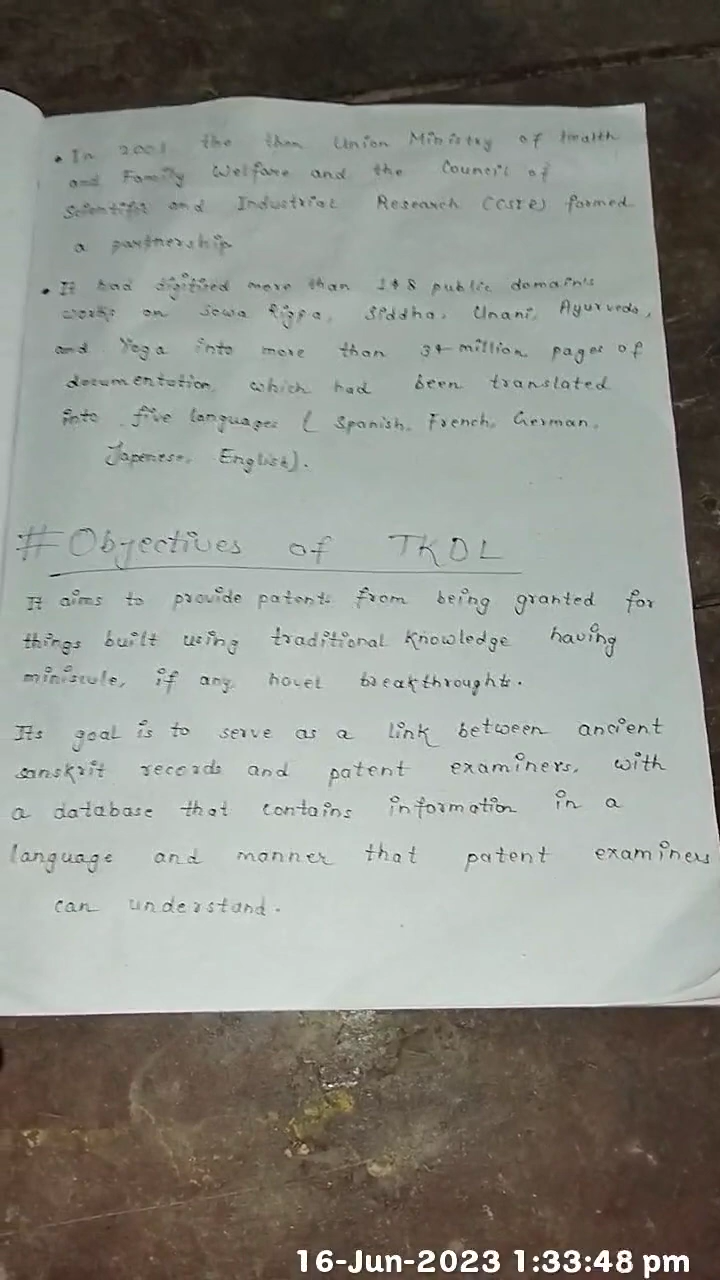 • In 2001 the then Union Ministry of Health
and Family Welfare and the Council of
Scientific and Industrial Research (CSIR) formed
a partnership
• It had digitised more than 148 public domain's
works on Sowa Rigpa, Siddha, Unani, Ayurveda,
and Yoga into more than 34 million pages of
documentation, which had been translated
into five languages ( Spanish, French, German,
Japenese, English).
# Objectives of TKDL
It aims to provide patents from being granted for
things built using traditional knowledge having
miniscule, if any, novel breakthroughts.
Its goal is to serve as a link between ancient
sanskrit records and patent examiners, with
a database that contains information in a
language and manner that patent examiners
can understand.
16-Jun-2023 1:33:48 pm